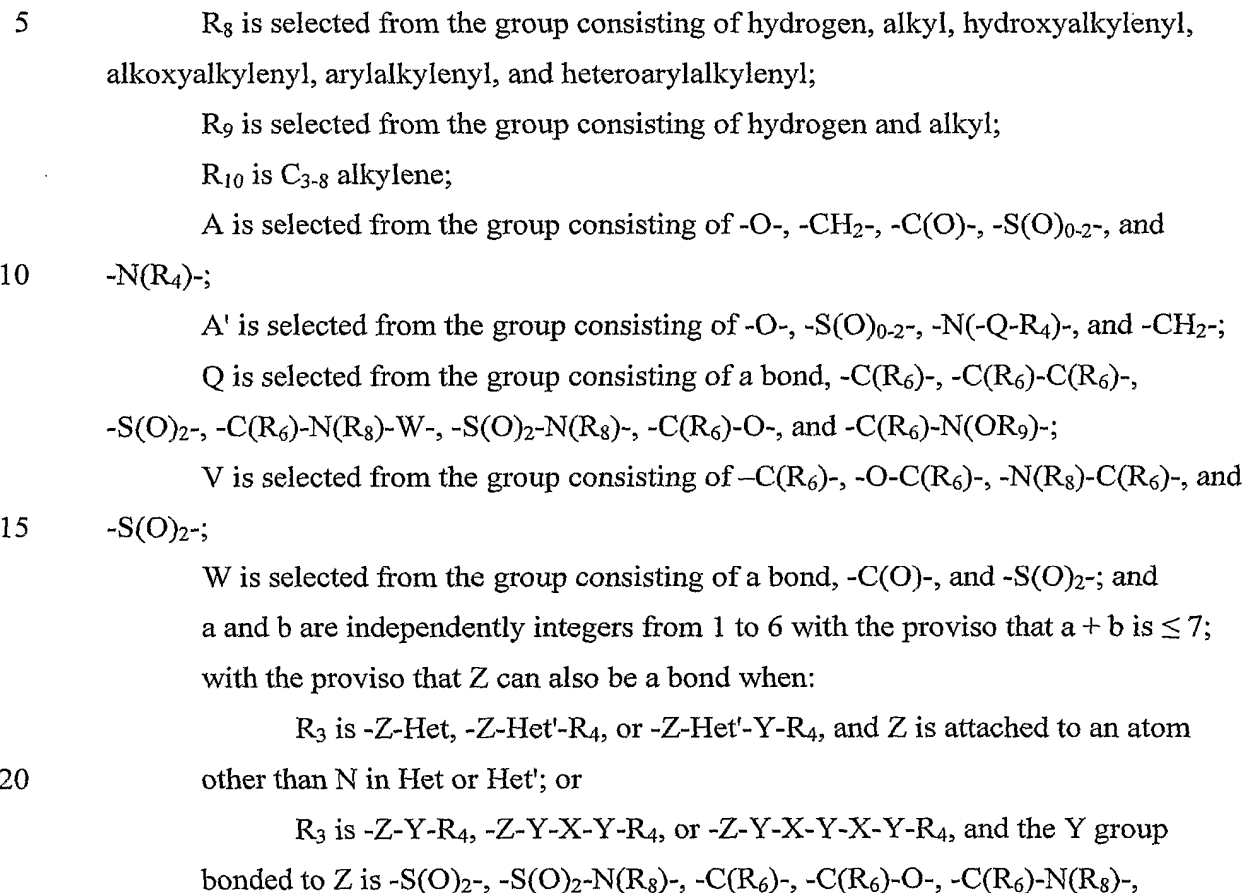 5 R8 is selected from the group consisting of hydrogen, alkyl, hydroxyalkylenyl,
alkoxyalkylenyl, arylalkylenyl, and heteroarylalkylenyl;
R9 is selected from the group consisting of hydrogen and alkyl;
R10 is C3-8 alkylene;
A is selected from the group consisting of -O-, -CH2-, -C(O)-, -S(O)0-2-, and
10 -N(R4)-;
A' is selected from the group consisting of -O-, -S(O)0-2-, -N(-Q-R4)-, and -CH2-;
Q is selected from the group consisting of a bond, -C(R6)-, -C(R6)-C(R6)-,
-S(O)2-, -C(R6)-N(R8)-W-, -S(O)2-N(R8)-, -C(R6)-O-, and -C(R6)-N(OR9)-;
V is selected from the group consisting of –C(R6)-, -O-C(R6)-, -N(R8)-C(R6)-, and
15 -S(O)2-;
W is selected from the group consisting of a bond, -C(O)-, and -S(O)2-; and
a and b are independently integers from 1 to 6 with the proviso that a + b is ≤ 7;
with the proviso that Z can also be a bond when:
R3 is -Z-Het, -Z-Het'-R4, or -Z-Het'-Y-R4, and Z is attached to an atom
20 other than N in Het or Het'; or
R3 is -Z-Y-R4, -Z-Y-X-Y-R4, or -Z-Y-X-Y-X-Y-R4, and the Y group
bonded to Z is -S(O)2-, -S(O)2-N(R8)-, -C(R6)-, -C(R6)-O-, -C(R6)-N(R8)-,